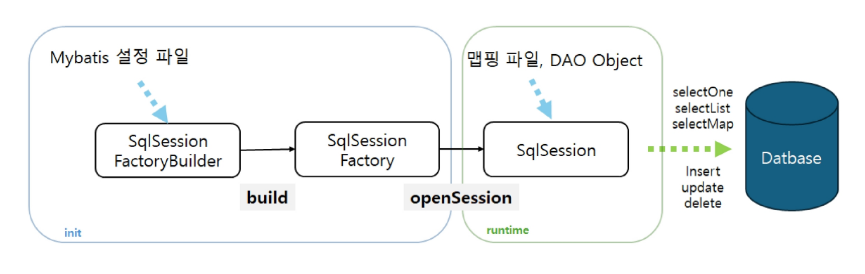 Mybatis 설정 파일
SqlSession
FactoryBuilder
build
SqlSession
Factory
openSession
init
맵핑 파일, DAO Object
SqlSession
runtime
selectOne
selectList
selectMap
Insert
update
delete
Datbase